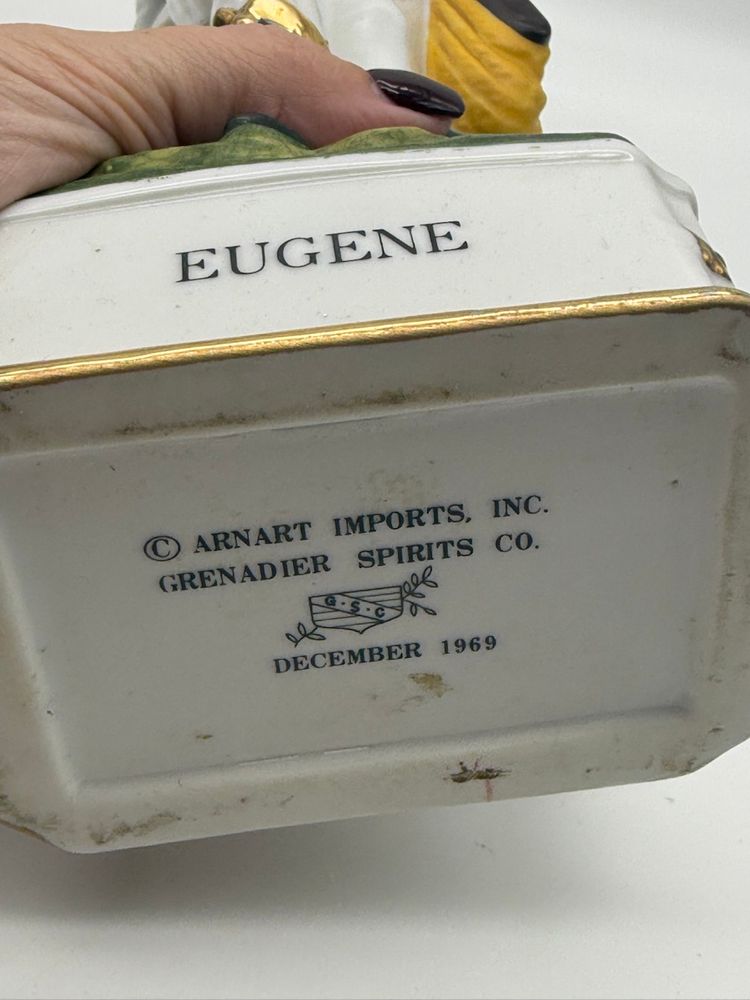 EUGENE
© ARNART IMPORTS, INC.
GRENADIER SPIRITS CO.
G·S·C
DECEMBER 1969